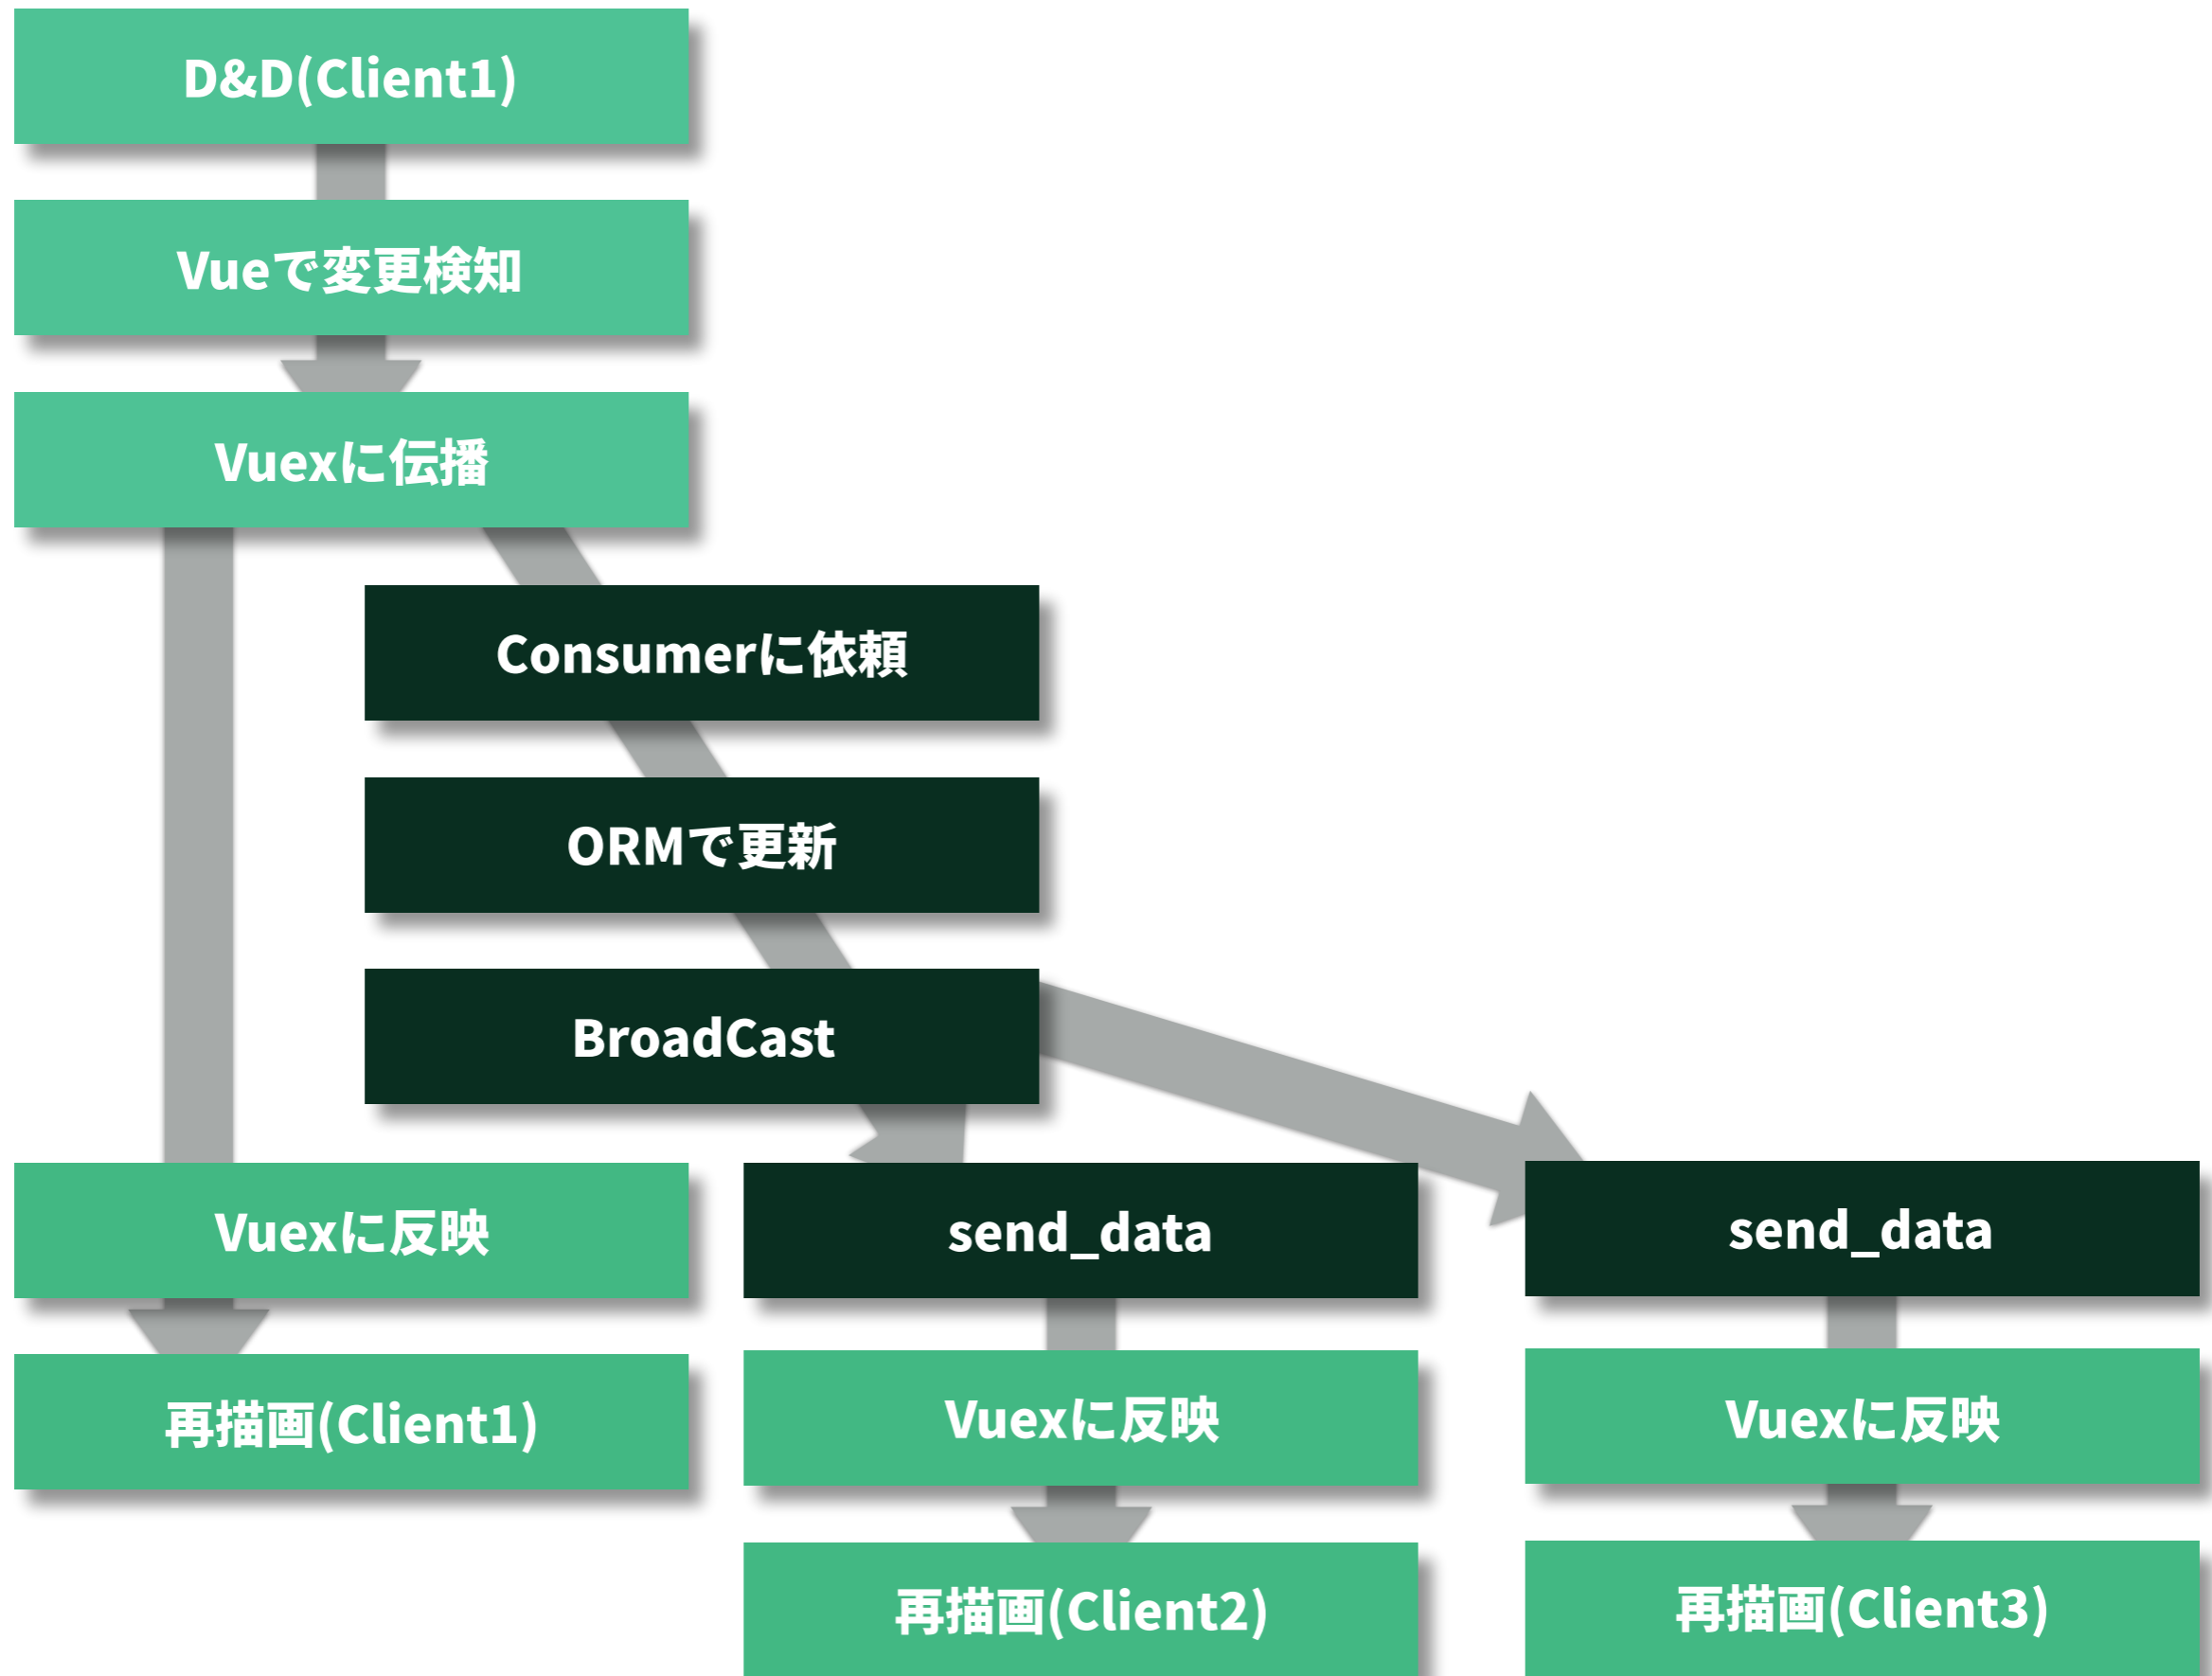 D&D(Client1)
Vueで変更検知
Vuexに伝播
Consumerに依頼
ORMで更新
BroadCast
Vuexに反映
再描画(Client1)
send_data
Vuexに反映
再描画(Client2)
send_data
Vuexに反映
再描画(Client3)